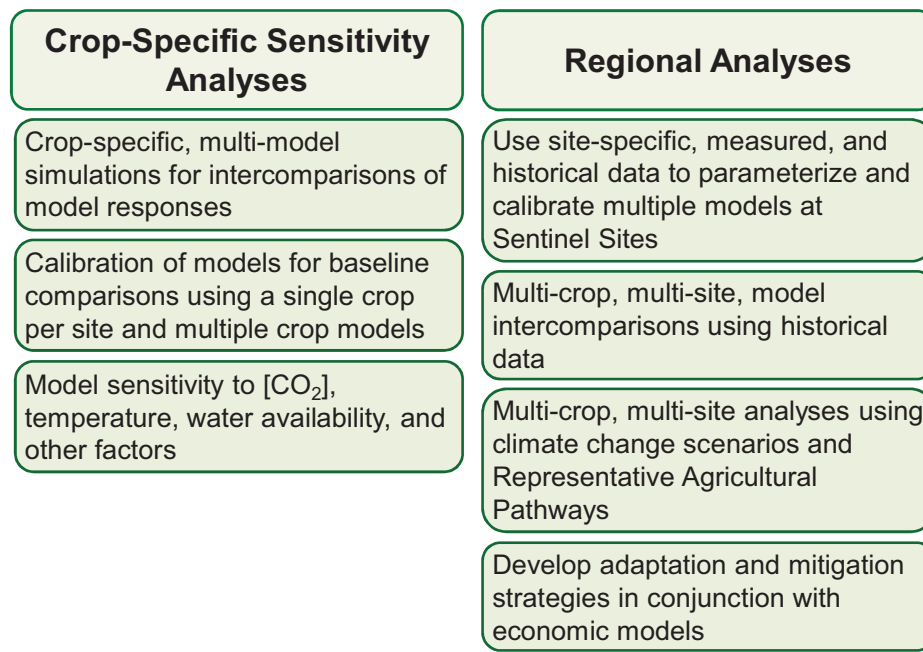 Crop-Specific Sensitivity
Analyses
Crop-specific, multi-model
simulations for intercomparisons of
model responses
Calibration of models for baseline
comparisons using a single crop
per site and multiple crop models
Model sensitivity to [CO₂],
temperature, water availability, and
other factors
Regional Analyses
Use site-specific, measured, and
historical data to parameterize and
calibrate multiple models at
Sentinel Sites
Multi-crop, multi-site, model
intercomparisons using historical
data
Multi-crop, multi-site analyses using
climate change scenarios and
Representative Agricultural
Pathways
Develop adaptation and mitigation
strategies in conjunction with
economic models